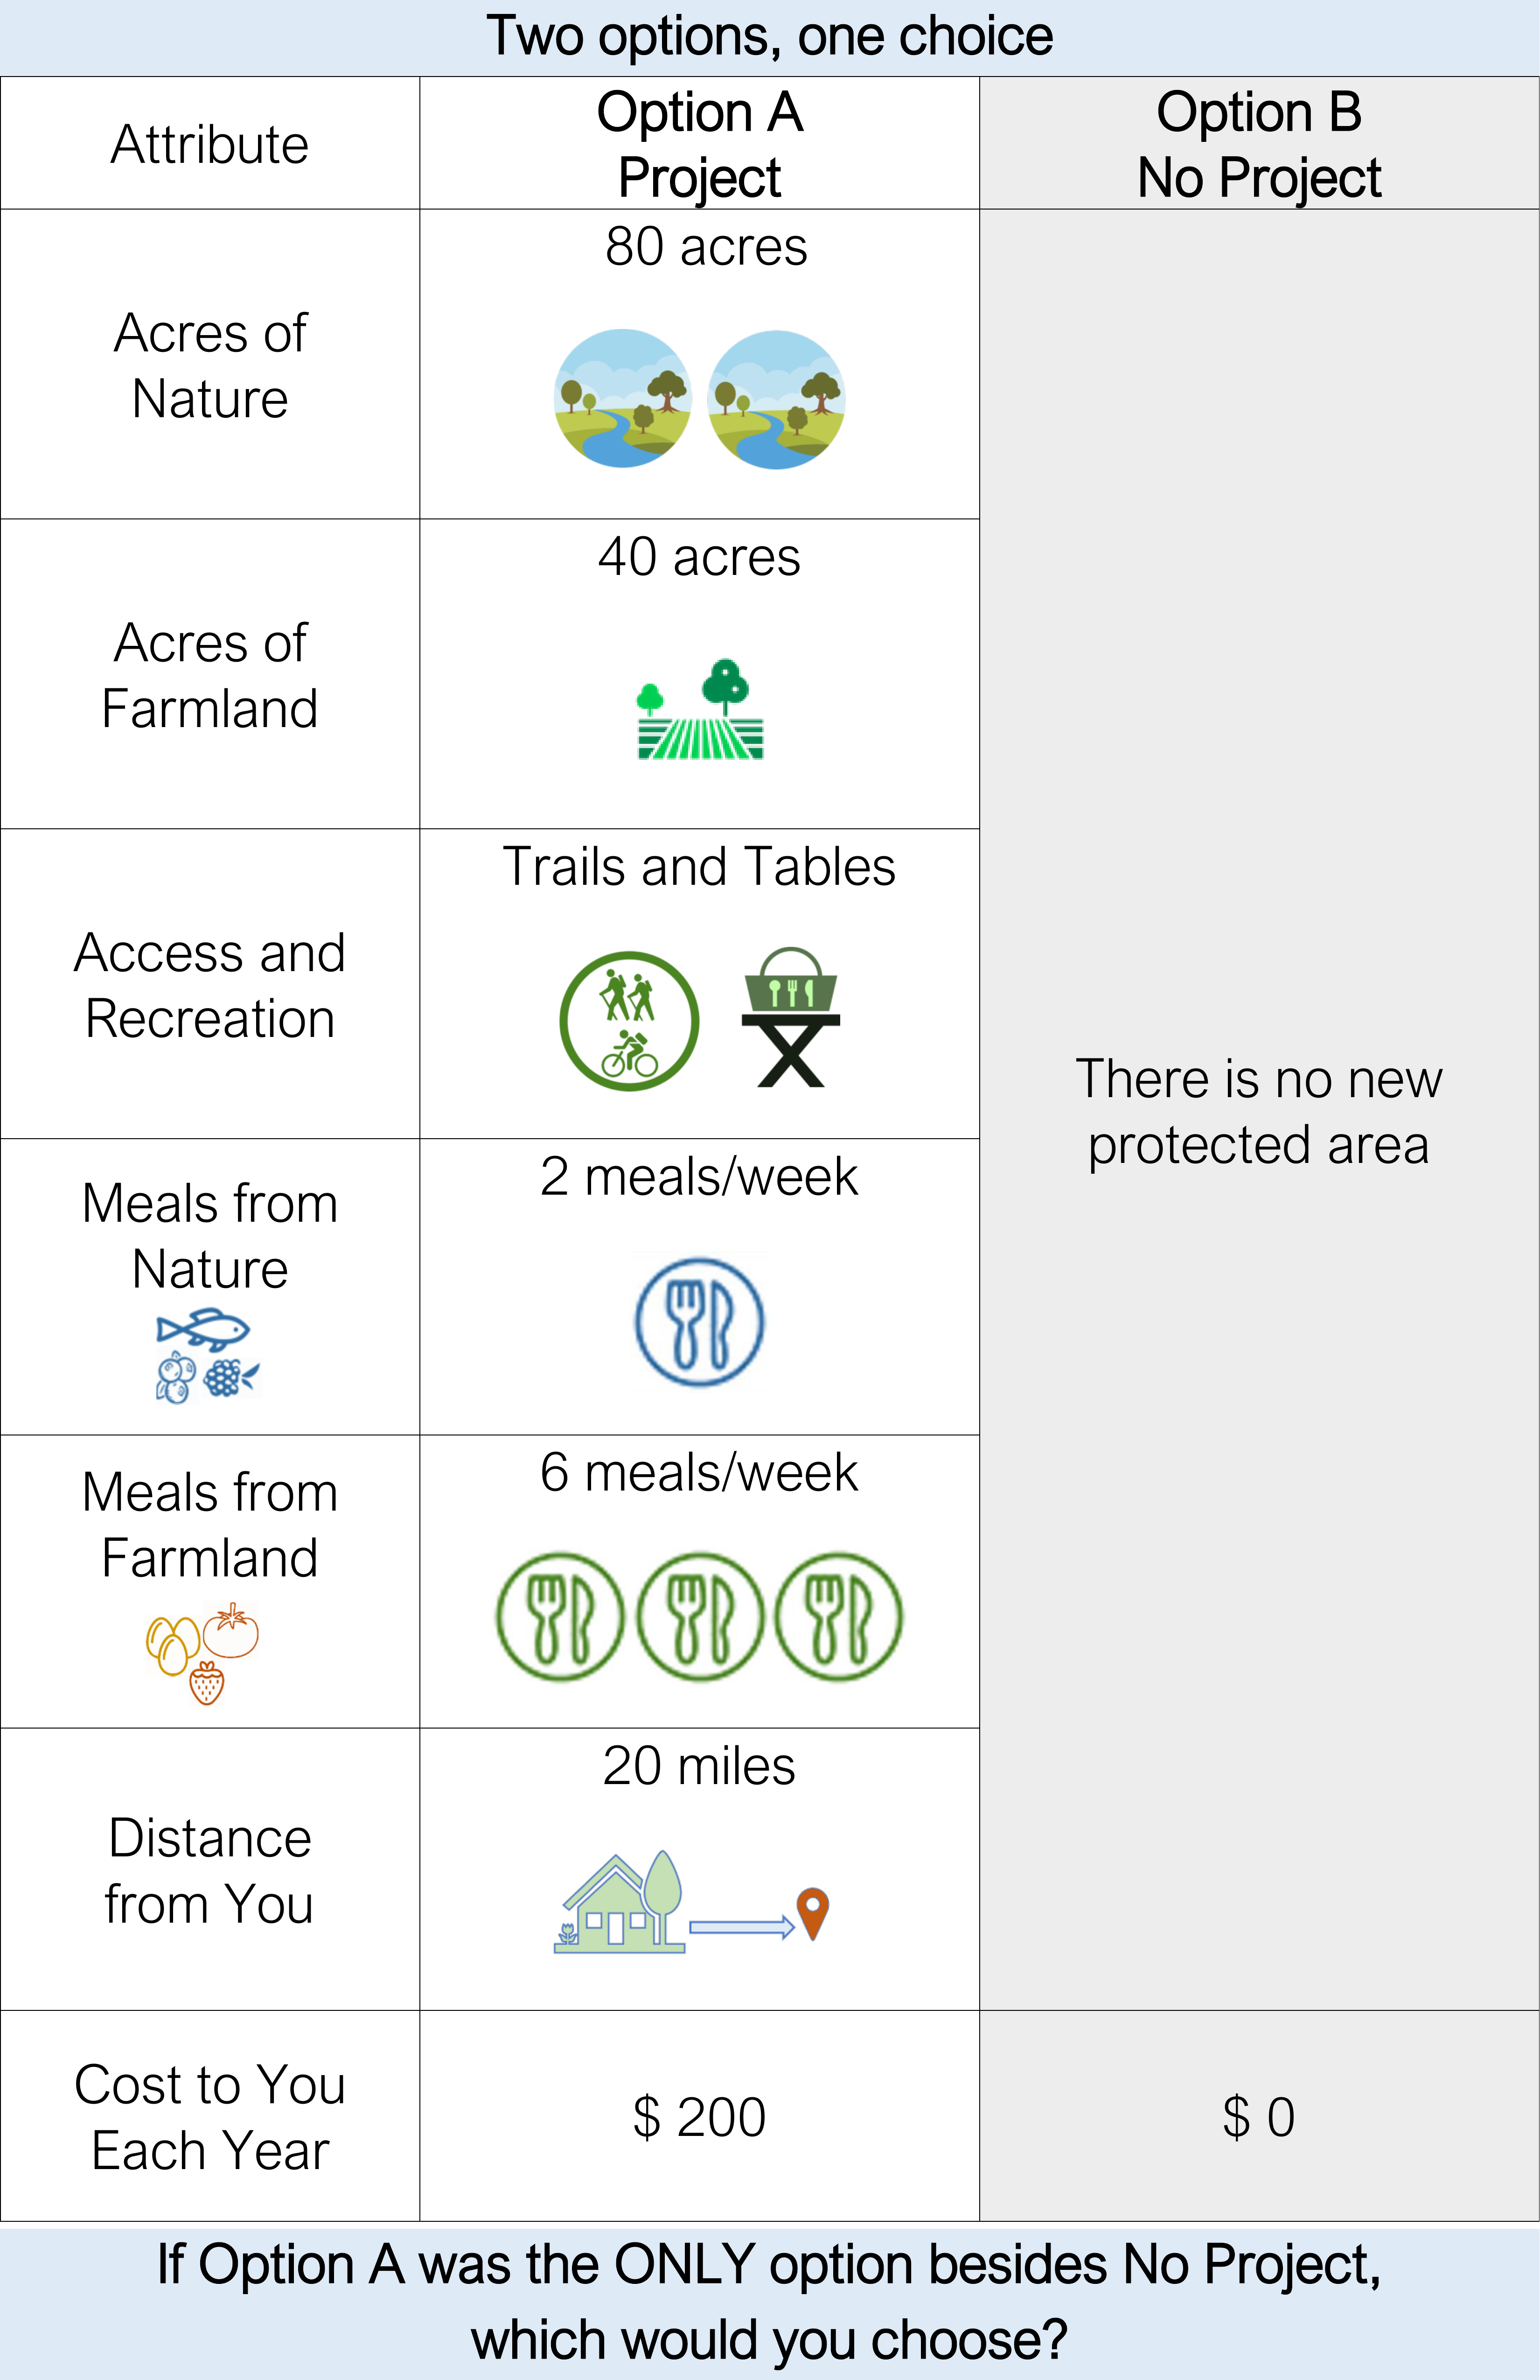 Two options, one choice
Attribute
Option A
Project
Option B
No Project
Acres of
Nature
80 acres
Acres of
Farmland
40 acres
Access and
Recreation
Trails and Tables
There is no new
protected area
Meals from
Nature
2 meals/week
Meals from
Farmland
6 meals/week
Distance
from You
20 miles
Cost to You
Each Year
$ 200
$ 0
If Option A was the ONLY option besides No Project,
which would you choose?